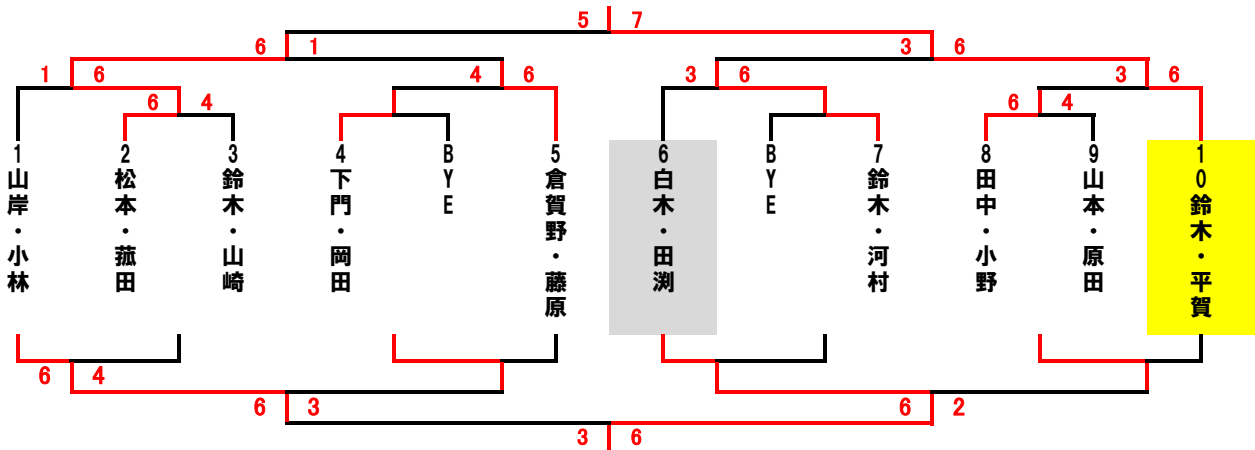 5 7
6 1 3 6
1 6 4 6 3 6 3 6
6 4 6 4
1山岸・小林
2松本・菰田
3鈴木・山崎
4下門・岡田
BYE
5倉賀野・藤原
6白木・田渕
BYE
7鈴木・河村
8田中・小野
9山本・原田
10鈴木・平賀
6 4
6 3 6 2
3 6